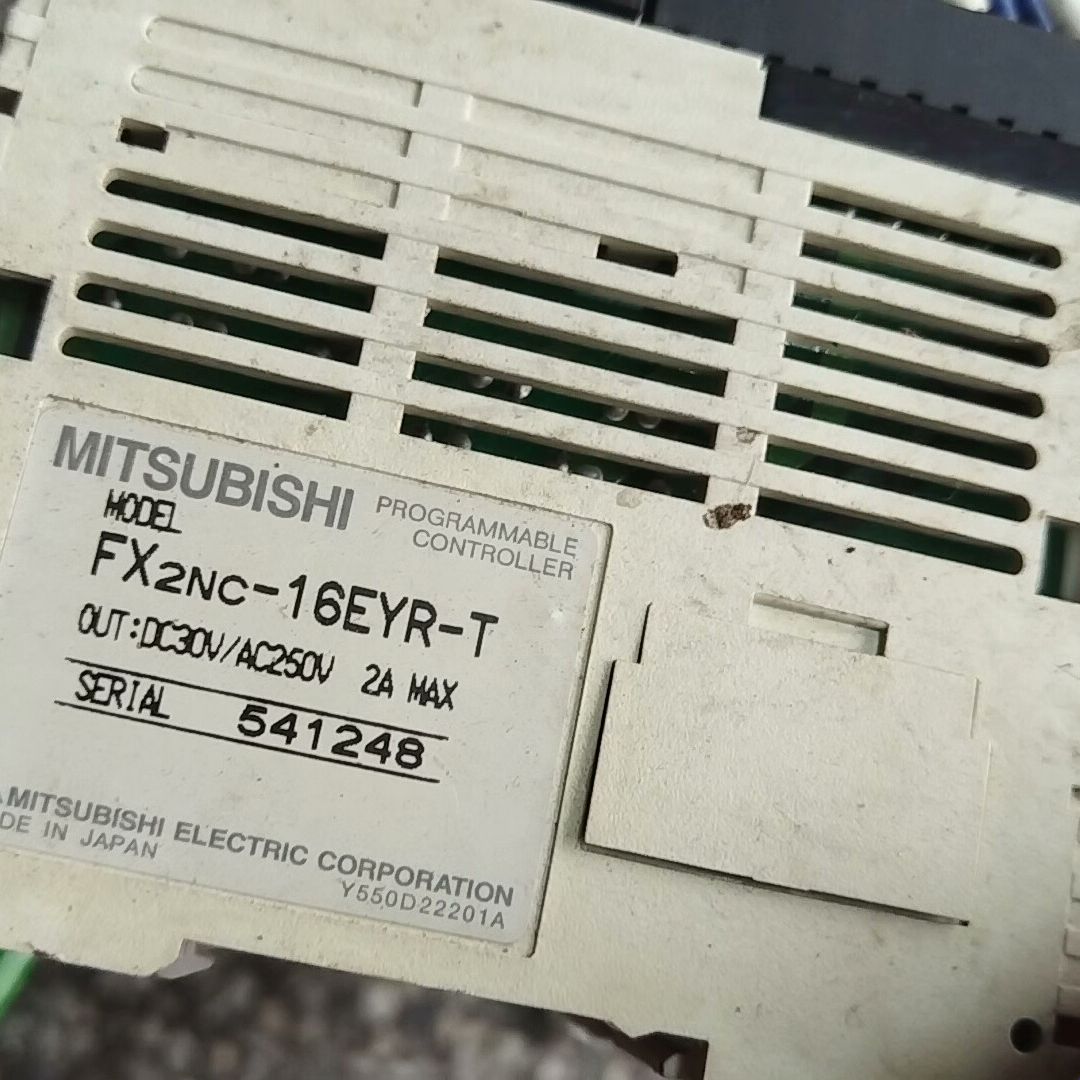 MITSUBISHI
PROGRAMMABLE
CONTROLLER
MODEL
FX2NC-16EYR-T
OUT:DC30V/AC250V 2A MAX
SERIAL 541248
MITSUBISHI ELECTRIC CORPORATION
DE IN JAPAN
Y550D22201A